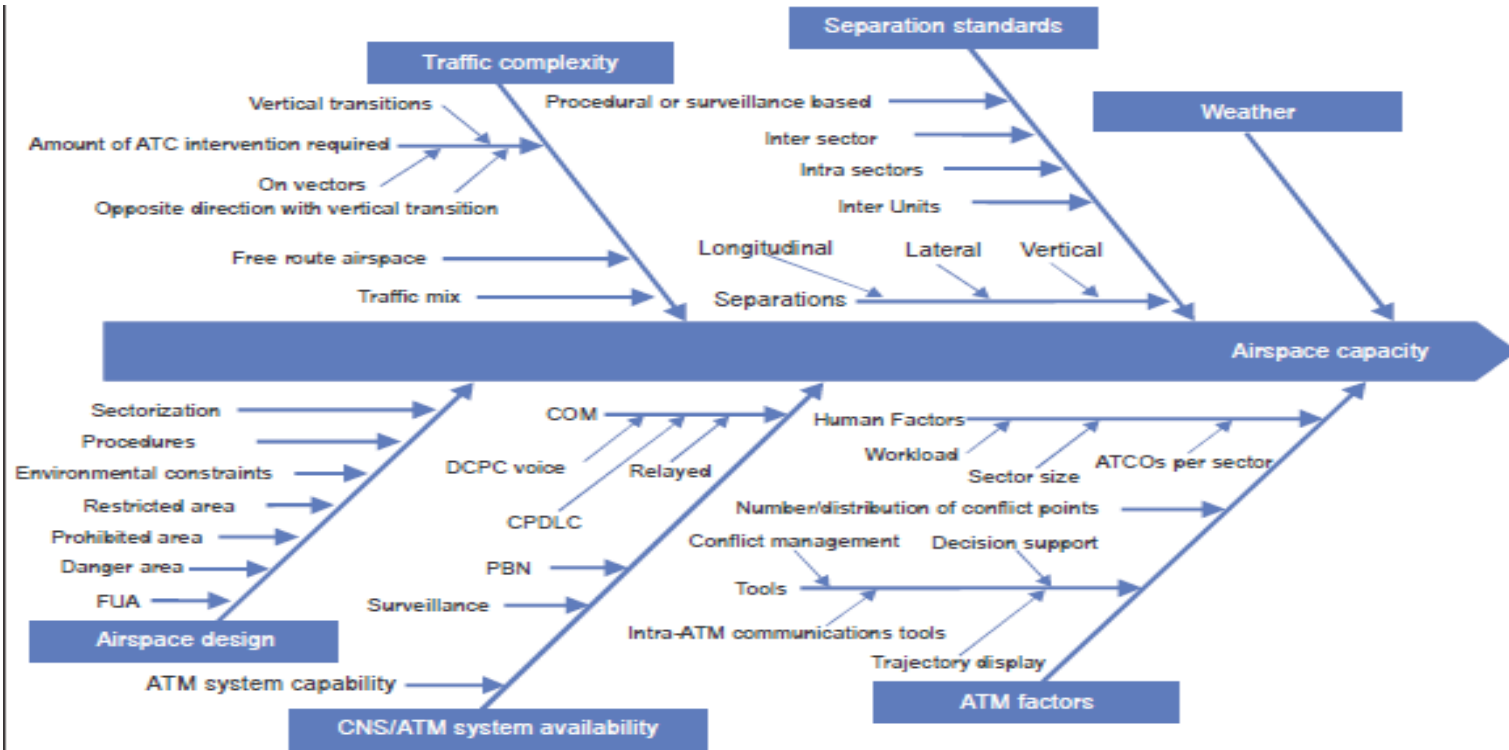 Separation standards
Traffic complexity
Vertical transitions
Procedural or surveillance based
Weather
Amount of ATC intervention required
Inter sector
On vectors
Intra sectors
Opposite direction with vertical transition
Inter Units
Free route airspace
Longitudinal
Lateral
Vertical
Traffic mix
Separations
Airspace capacity
Sectorization
COM
Human Factors
Procedures
DCPC voice
Relayed
Workload
ATCOs per sector
Environmental constraints
Sector size
Restricted area
CPDLC
Number/distribution of conflict points
Prohibited area
Conflict management
Decision support
Danger area
PBN
Tools
FUA
Surveillance
Intra-ATM communications tools
Airspace design
Trajectory display
ATM system capability
ATM factors
CNS/ATM system availability